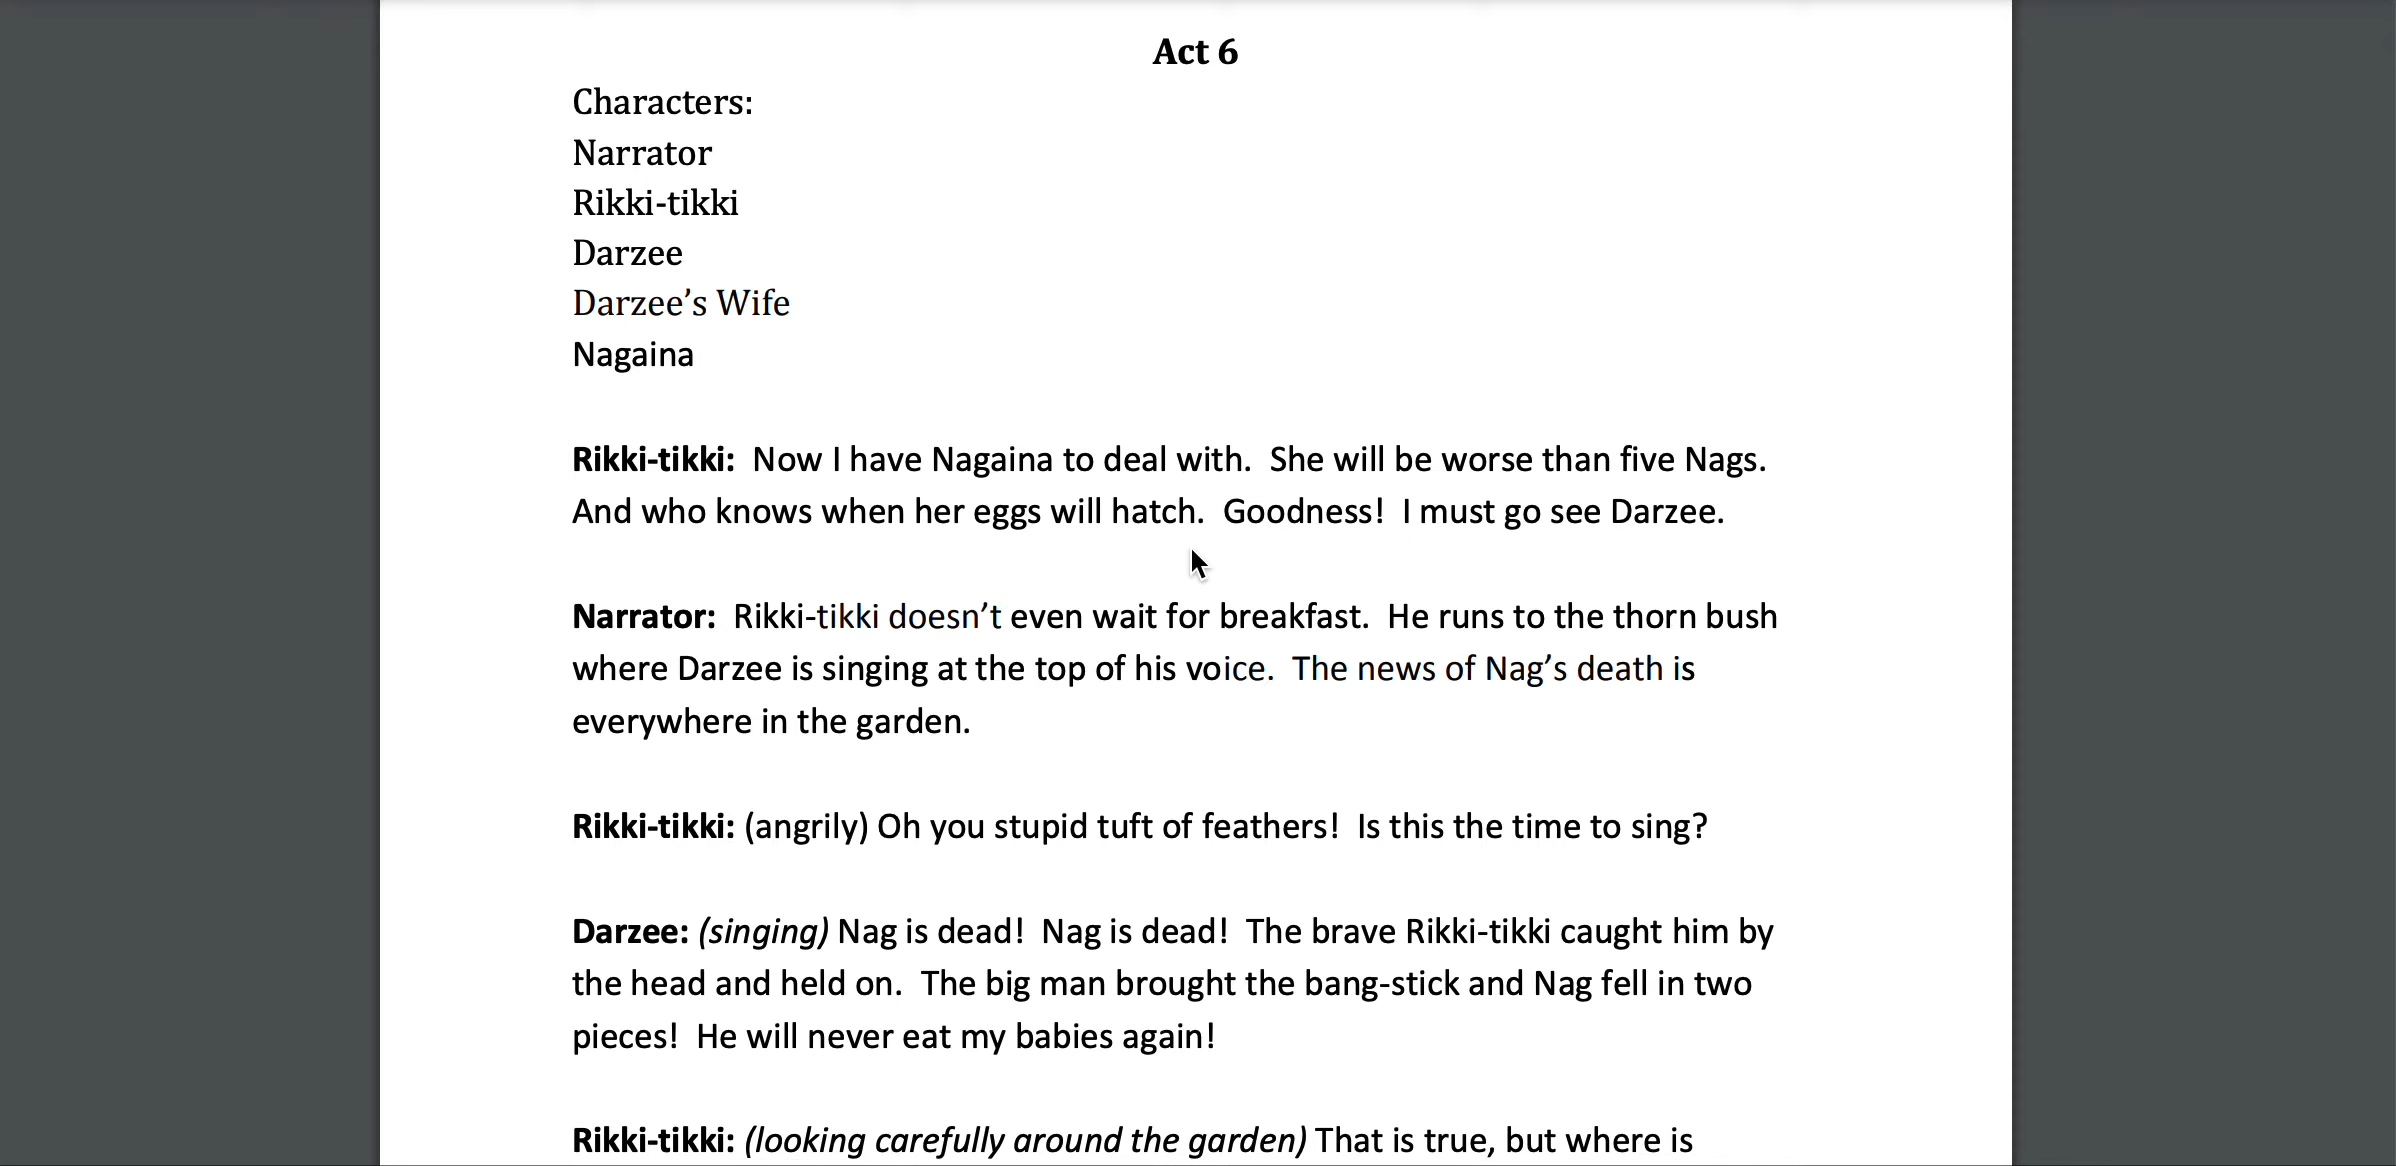 Act 6
Characters:
Narrator
Rikki-tikki
Darzee
Darzee’s Wife
Nagaina
Rikki-tikki:  Now I have Nagaina to deal with.  She will be worse than five Nags.
And who knows when her eggs will hatch.  Goodness!  I must go see Darzee.
Narrator:  Rikki-tikki doesn’t even wait for breakfast.  He runs to the thorn bush
where Darzee is singing at the top of his voice.  The news of Nag’s death is
everywhere in the garden.
Rikki-tikki: (angrily) Oh you stupid tuft of feathers!  Is this the time to sing?
Darzee: (singing) Nag is dead!  Nag is dead!  The brave Rikki-tikki caught him by
the head and held on.  The big man brought the bang-stick and Nag fell in two
pieces!  He will never eat my babies again!
Rikki-tikki: (looking carefully around the garden) That is true, but where is